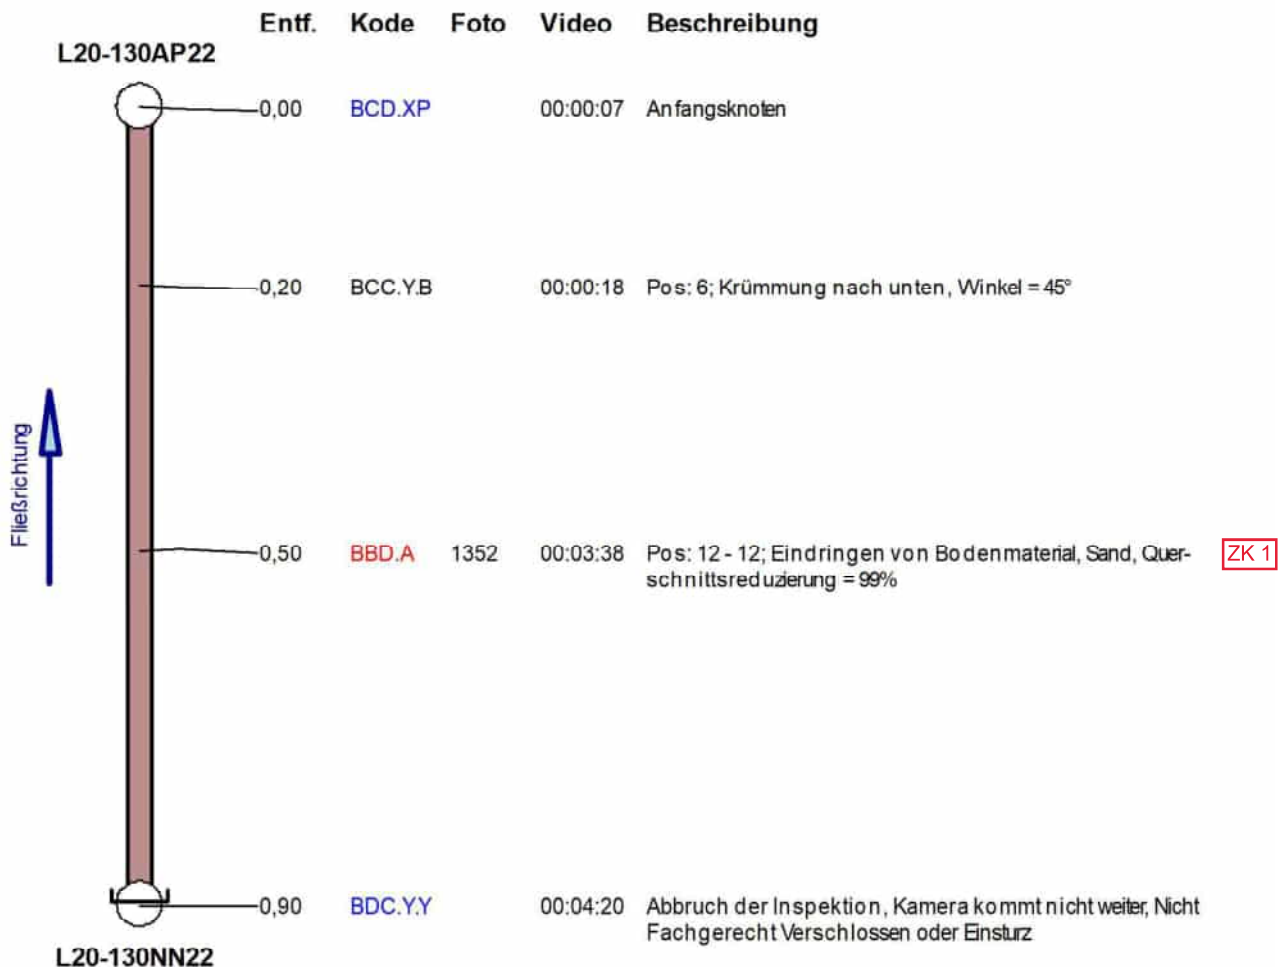 Entf. Kode Foto Video Beschreibung
L20-130AP22
0,00 BCD.XP 00:00:07 Anfangsknoten
0,20 BCC.Y.B 00:00:18 Pos: 6; Krümmung nach unten, Winkel = 45°
Fließrichtung
0,50 BBD.A 1352 00:03:38 Pos: 12 - 12; Eindringen von Bodenmaterial, Sand, Quer- ZK 1
schnittsreduzierung = 99%
0,90 BDC.Y.Y 00:04:20 Abbruch der Inspektion, Kamera kommt nicht weiter, Nicht
Fachgerecht Verschlossen oder Einsturz
L20-130NN22